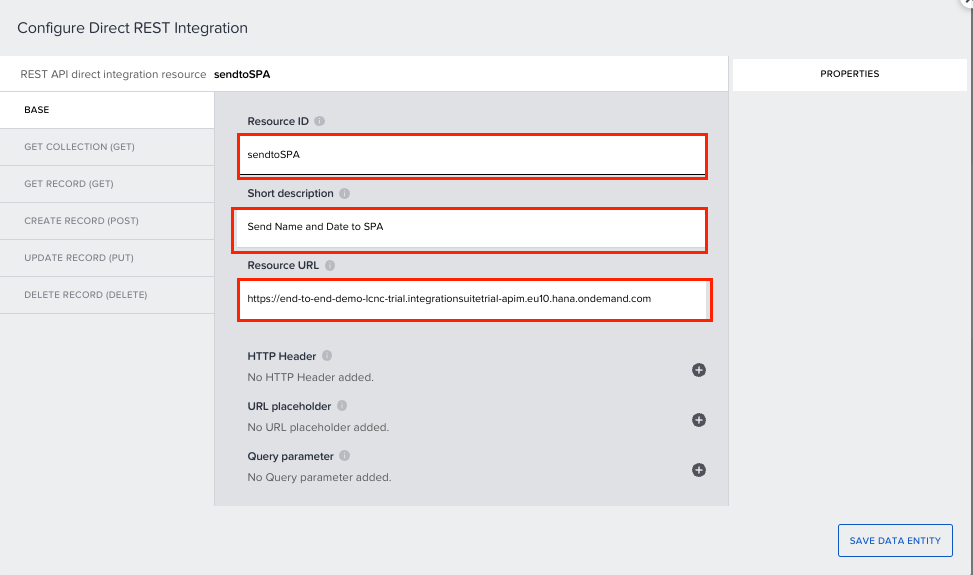 Configure Direct REST Integration
REST API direct integration resource sendtoSPA
PROPERTIES
BASE
GET COLLECTION (GET)
GET RECORD (GET)
CREATE RECORD (POST)
UPDATE RECORD (PUT)
DELETE RECORD (DELETE)
Resource ID
sendtoSPA
Short description
Send Name and Date to SPA
Resource URL
https://end-to-end-demo-lcnc-trial.integrationsuitetrial-apim.eu10.hana.ondemand.com
HTTP Header
No HTTP Header added.
URL placeholder
No URL placeholder added.
Query parameter
No Query parameter added.
SAVE DATA ENTITY